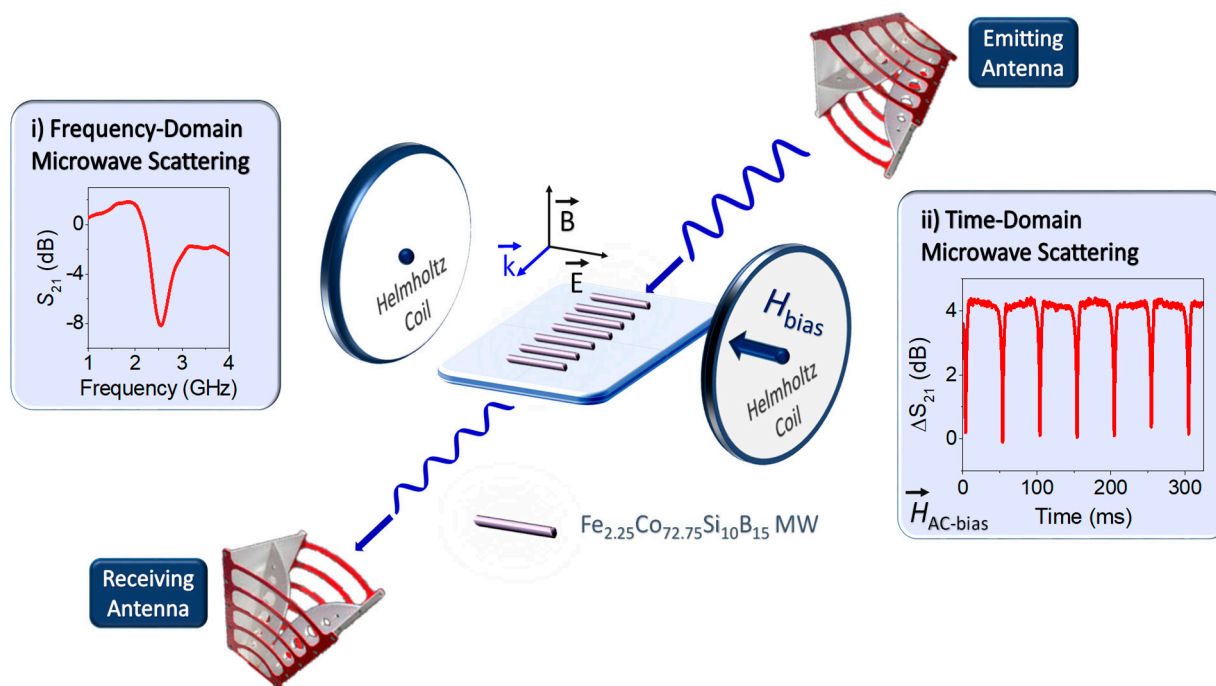 Emitting
Antenna
i) Frequency-Domain
Microwave Scattering
S21 (dB)
0
-4
-8
1 2 3 4
Frequency (GHz)
Helmholtz
Coil
B
k
E
Hbias
Helmholtz
Coil
ii) Time-Domain
Microwave Scattering
ΔS21 (dB)
4
2
0
0 100 200 300
Time (ms)
HAC-bias
Fe2.25Co72.75Si10B15 MW
Receiving
Antenna